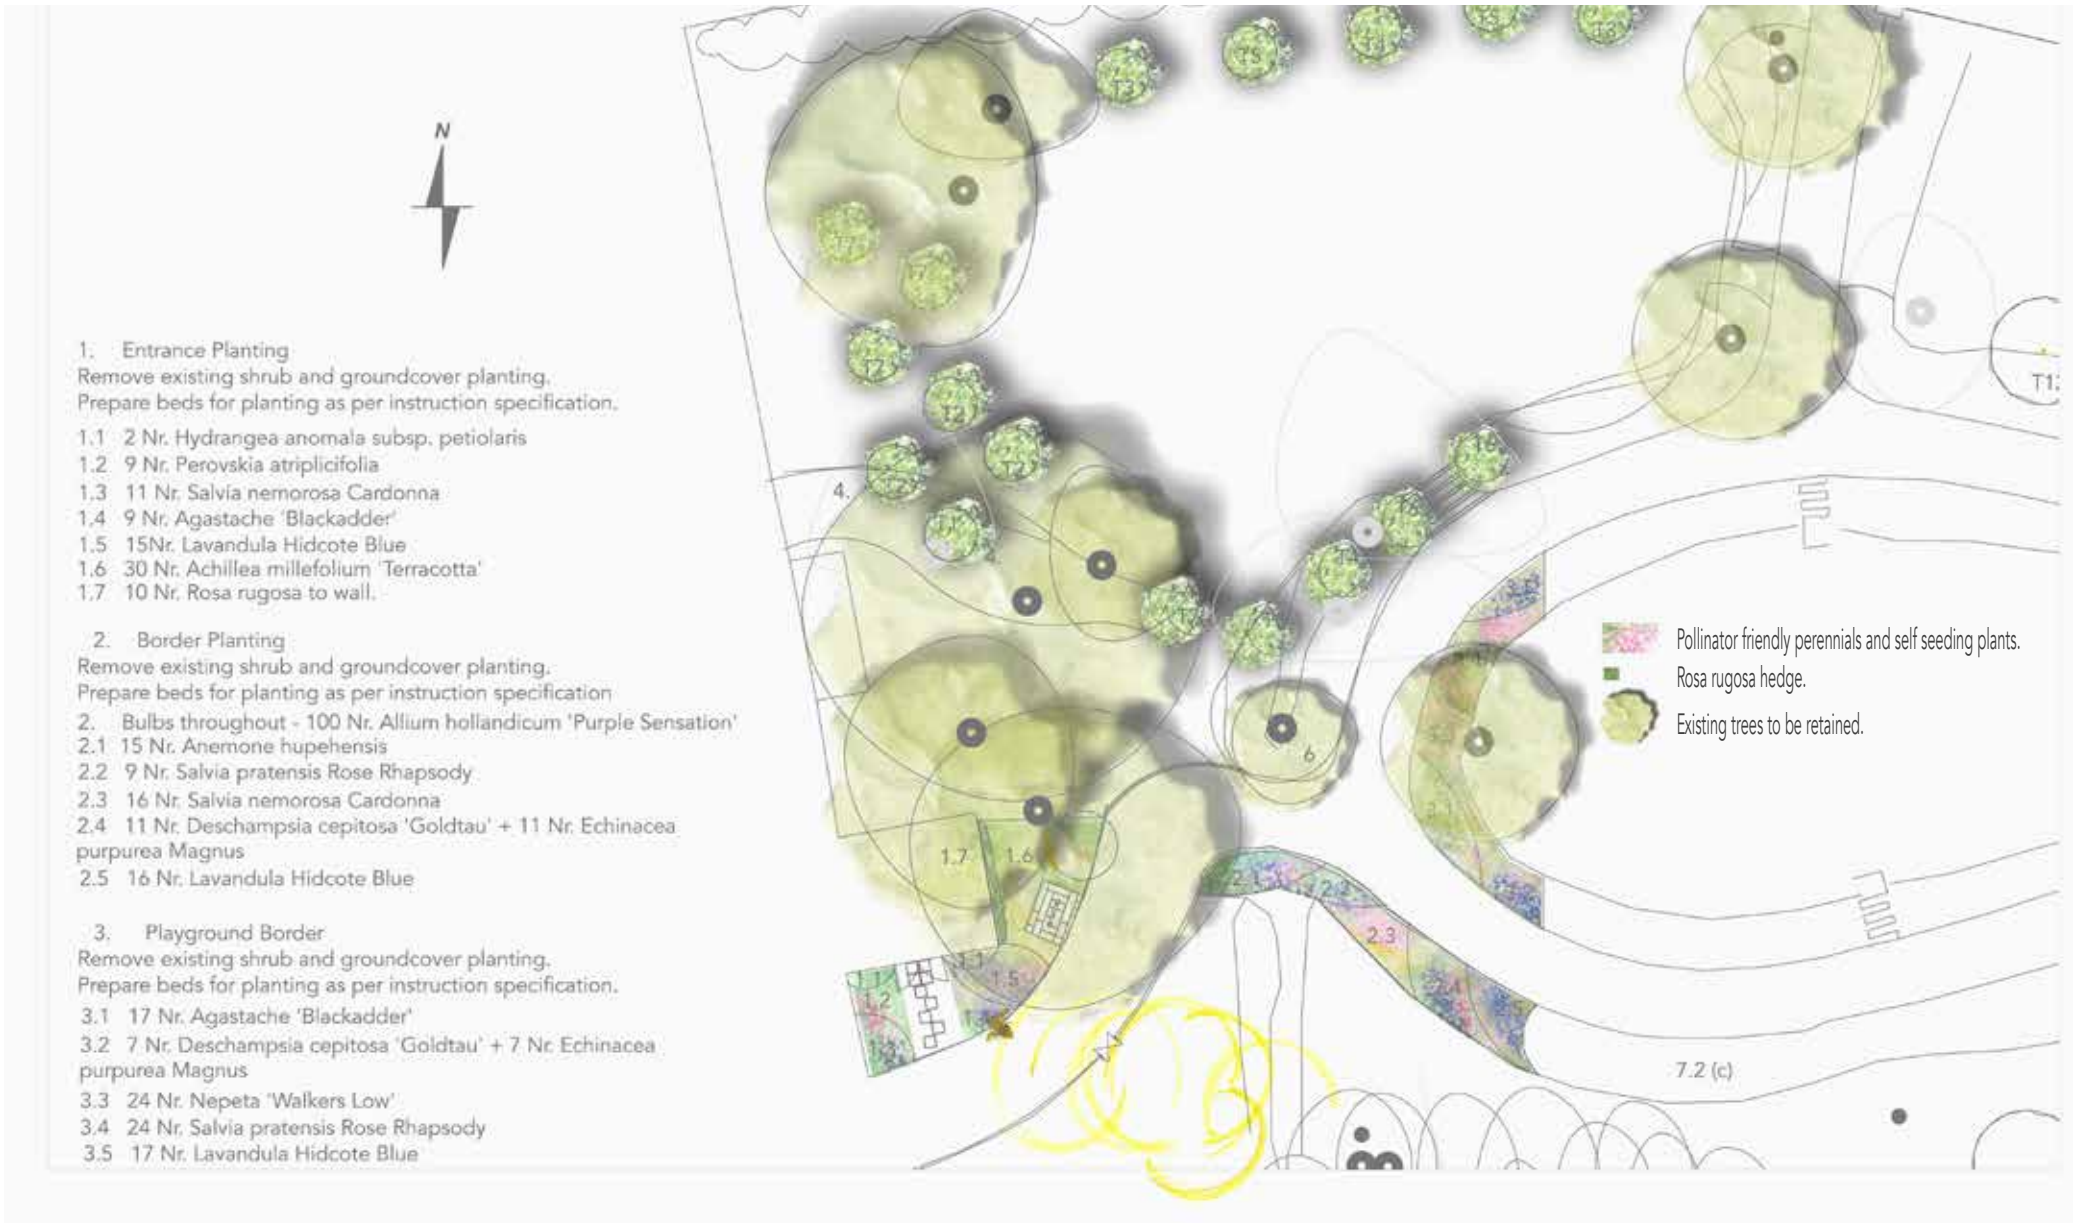 N
1. Entrance Planting
Remove existing shrub and groundcover planting.
Prepare beds for planting as per instruction specification.
1.1 2 Nr. Hydrangea anomala subsp. petiolaris
1.2 9 Nr. Perovskia atriplicifolia
1.3 11 Nr. Salvia nemorosa Cardonna
1.4 9 Nr. Agastache 'Blackadder'
1.5 15Nr. Lavandula Hidcote Blue
1.6 30 Nr. Achillea millefolium 'Terracotta'
1.7 10 Nr. Rosa rugosa to wall.
2. Border Planting
Remove existing shrub and groundcover planting.
Prepare beds for planting as per instruction specification
2. Bulbs throughout - 100 Nr. Allium hollandicum 'Purple Sensation'
2.1 15 Nr. Anemone hupehensis
2.2 9 Nr. Salvia pratensis Rose Rhapsody
2.3 16 Nr. Salvia nemorosa Cardonna
2.4 11 Nr. Deschampsia cepitosa 'Goldtau' + 11 Nr. Echinacea
purpurea Magnus
2.5 16 Nr. Lavandula Hidcote Blue
3. Playground Border
Remove existing shrub and groundcover planting.
Prepare beds for planting as per instruction specification.
3.1 17 Nr. Agastache 'Blackadder'
3.2 7 Nr. Deschampsia cepitosa 'Goldtau' + 7 Nr. Echinacea
purpurea Magnus
3.3 24 Nr. Nepeta 'Walkers Low'
3.4 24 Nr. Salvia pratensis Rose Rhapsody
3.5 17 Nr. Lavandula Hidcote Blue
T2
T2
T2
4.
6
1.7
1.6
1.1
1.5
1.1
1.2
1.3
2.1
2.2
2.3
7.2 (c)
Pollinator friendly perennials and self seeding plants.
Rosa rugosa hedge.
Existing trees to be retained.